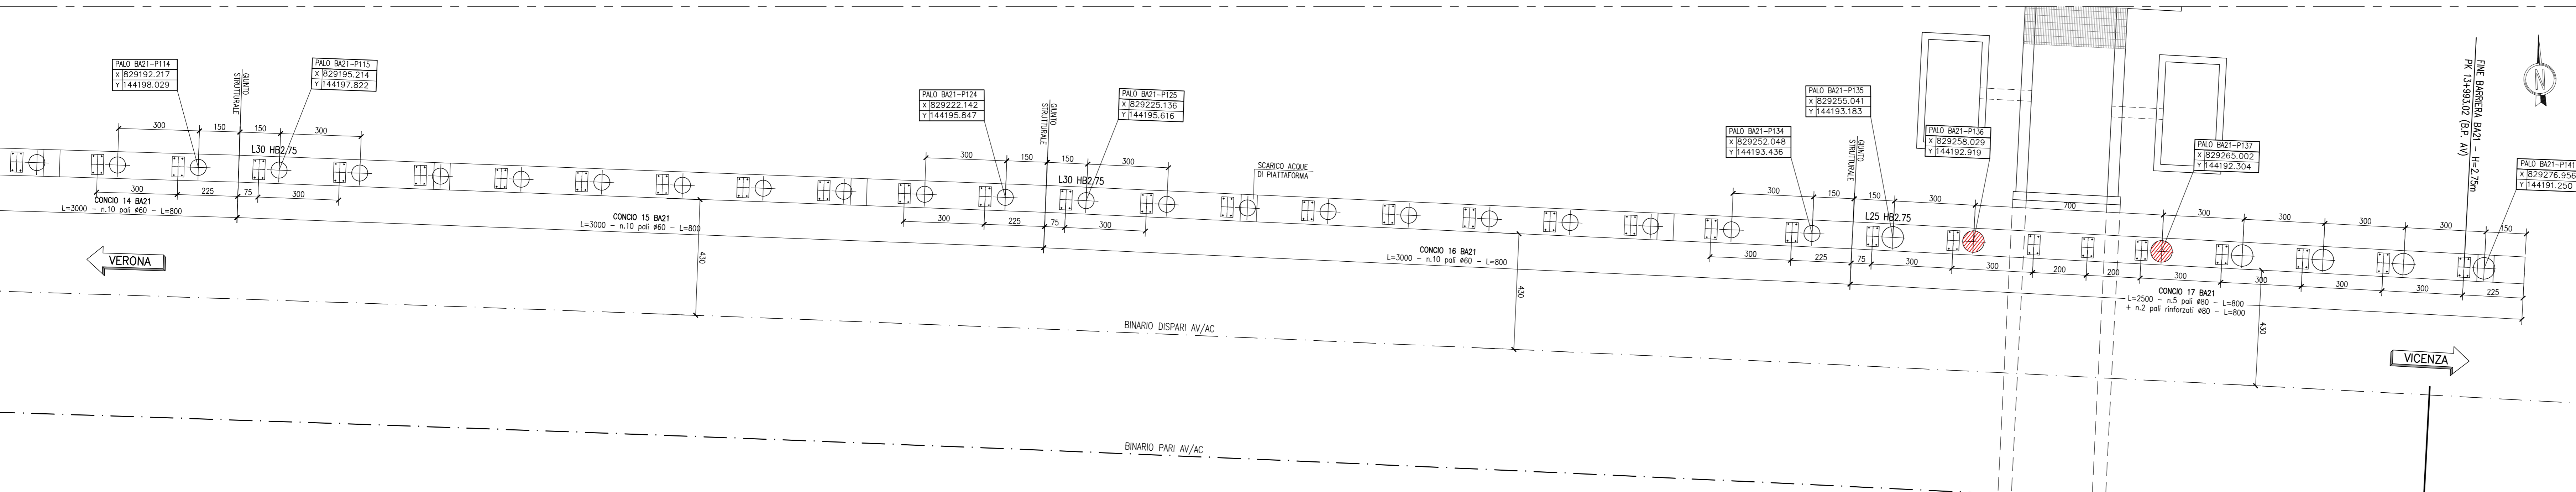 PALO BA21-P114
X 829192.217
Y 144198.029
GIUNTO
STRUTTURALE
PALO BA21-P115
X 829195.214
Y 144197.822
300
150
150
300
L30 HB2.75
300
225
75
300
CONCIO 14 BA21
L=3000 - n.10 pali ø60 - L=800
VERONA
CONCIO 15 BA21
L=3000 - n.10 pali ø60 - L=800
430
PALO BA21-P124
X 829222.142
Y 144195.847
GIUNTO
STRUTTURALE
PALO BA21-P125
X 829225.136
Y 144195.616
300
150
150
300
L30 HB2.75
300
225
75
300
SCARICO ACQUE
DI PIATTAFORMA
CONCIO 16 BA21
L=3000 - n.10 pali ø60 - L=800
430
BINARIO DISPARI AV/AC
BINARIO PARI AV/AC
PALO BA21-P134
X 829252.048
Y 144193.436
PALO BA21-P135
X 829255.041
Y 144193.183
GIUNTO
STRUTTURALE
PALO BA21-P136
X 829258.029
Y 144192.919
PALO BA21-P137
X 829265.002
Y 144192.304
300
150
150
300
700
300
300
300
300
150
L25 HB2.75
300
225
75
300
300
200
200
300
300
300
300
225
CONCIO 17 BA21
L=2500 - n.5 pali ø80 - L=800
+ n.2 pali rinforzati ø80 - L=800
430
FINE BARRIERA BA21 - H=2.75m
PK 13+993.02 (B.P. AV)
N
PALO BA21-P141
X 829276.956
Y 144191.250
VICENZA